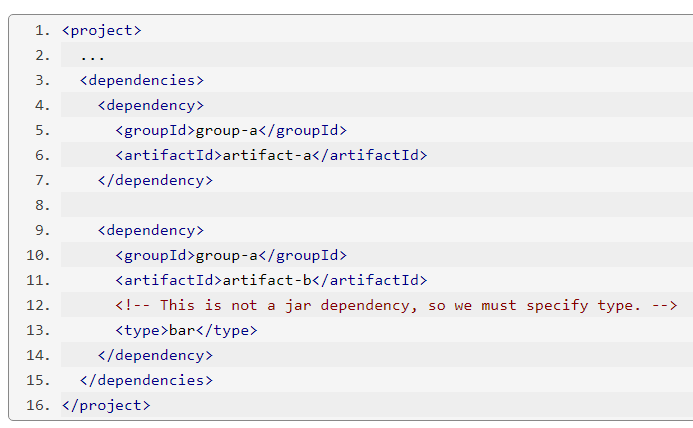 1. <project>
2.   ...
3.   <dependencies>
4.     <dependency>
5.       <groupId>group-a</groupId>
6.       <artifactId>artifact-a</artifactId>
7.     </dependency>
8.
9.     <dependency>
10.       <groupId>group-a</groupId>
11.       <artifactId>artifact-b</artifactId>
12.       <!-- This is not a jar dependency, so we must specify type. -->
13.       <type>bar</type>
14.     </dependency>
15.   </dependencies>
16. </project>